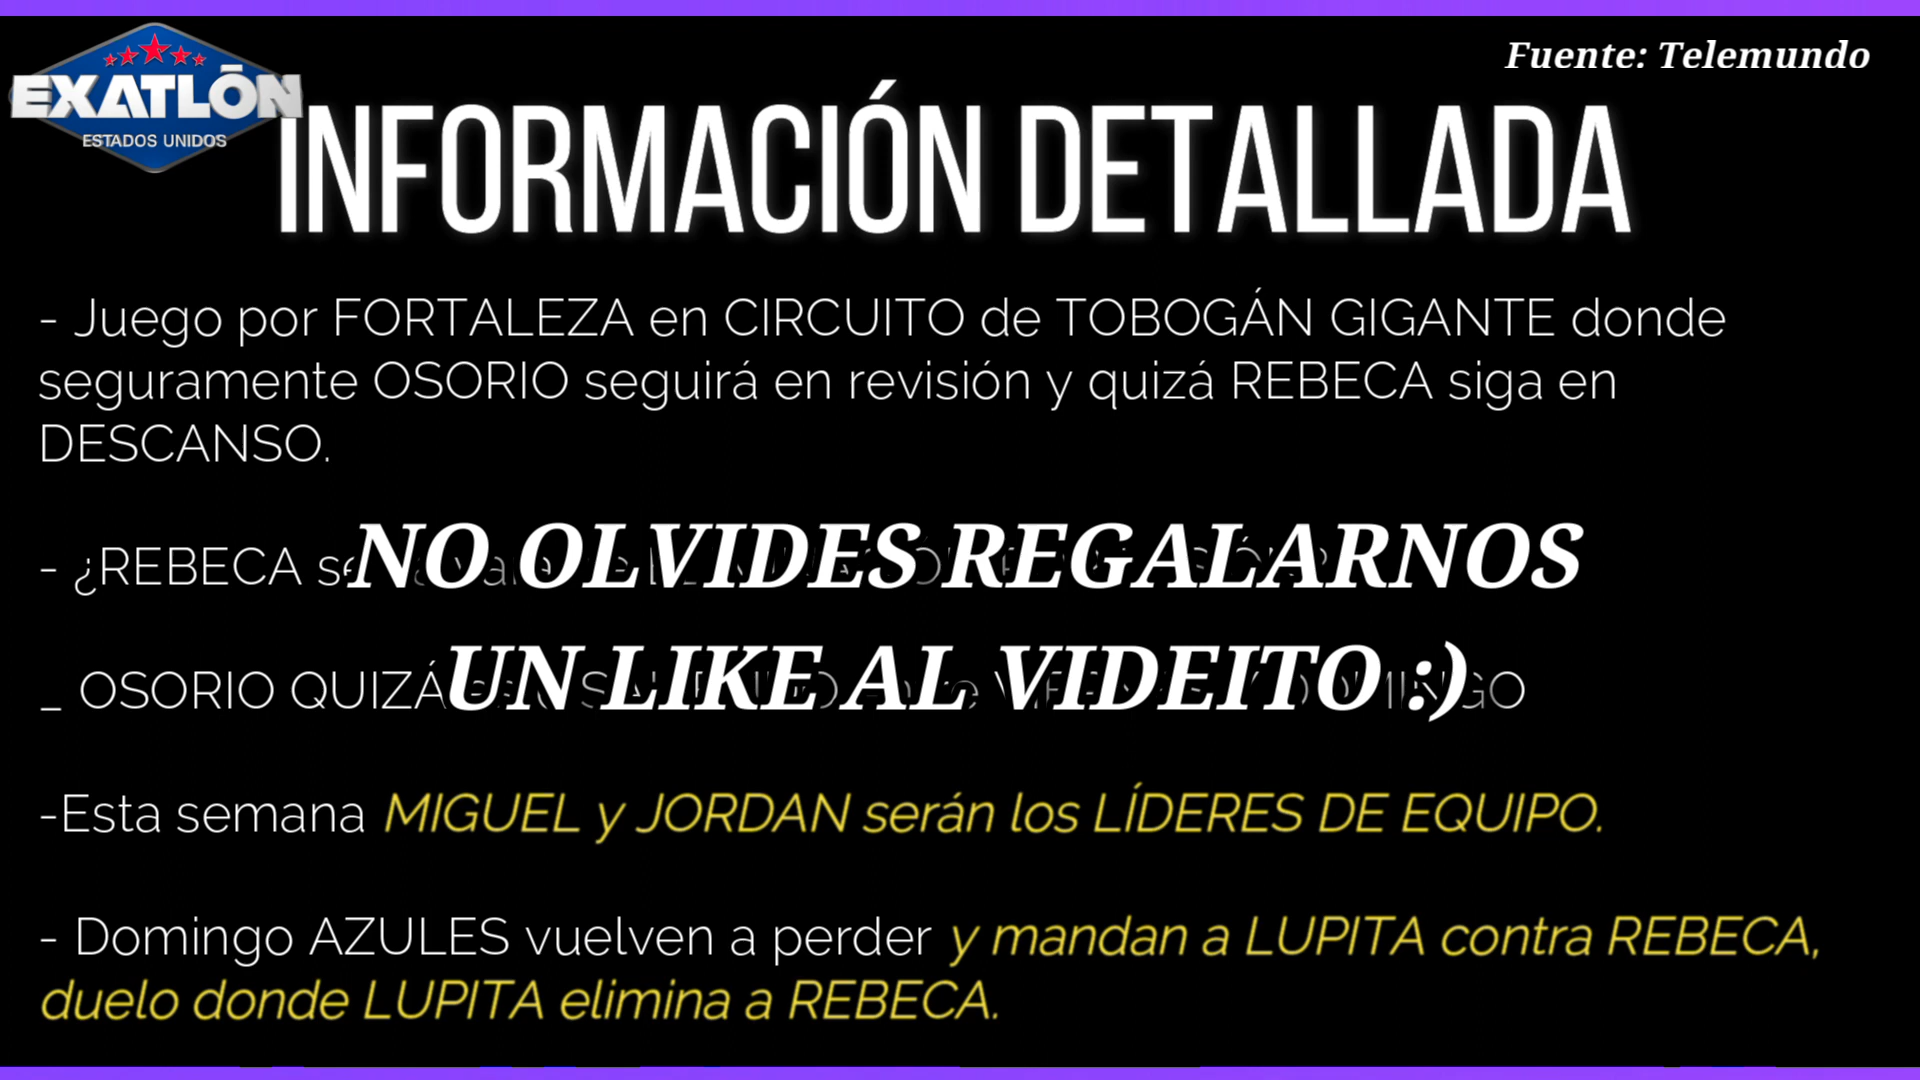 Fuente: Telemundo
EXATLÓN
ESTADOS UNIDOS
INFORMACIÓN DETALLADA
- Juego por FORTALEZA en CIRCUITO de TOBOGÁN GIGANTE donde
seguramente OSORIO seguirá en revisión y quizá REBECA siga en
DESCANSO.
- ¿REBECA
NO OLVIDES REGALARNOS
_ OSORIO QUIZÁ
UN LIKE AL VIDEITO :)
-Esta semana MIGUEL y JORDAN serán los LÍDERES DE EQUIPO.
- Domingo AZULES vuelven a perder y mandan a LUPITA contra REBECA,
duelo donde LUPITA elimina a REBECA.